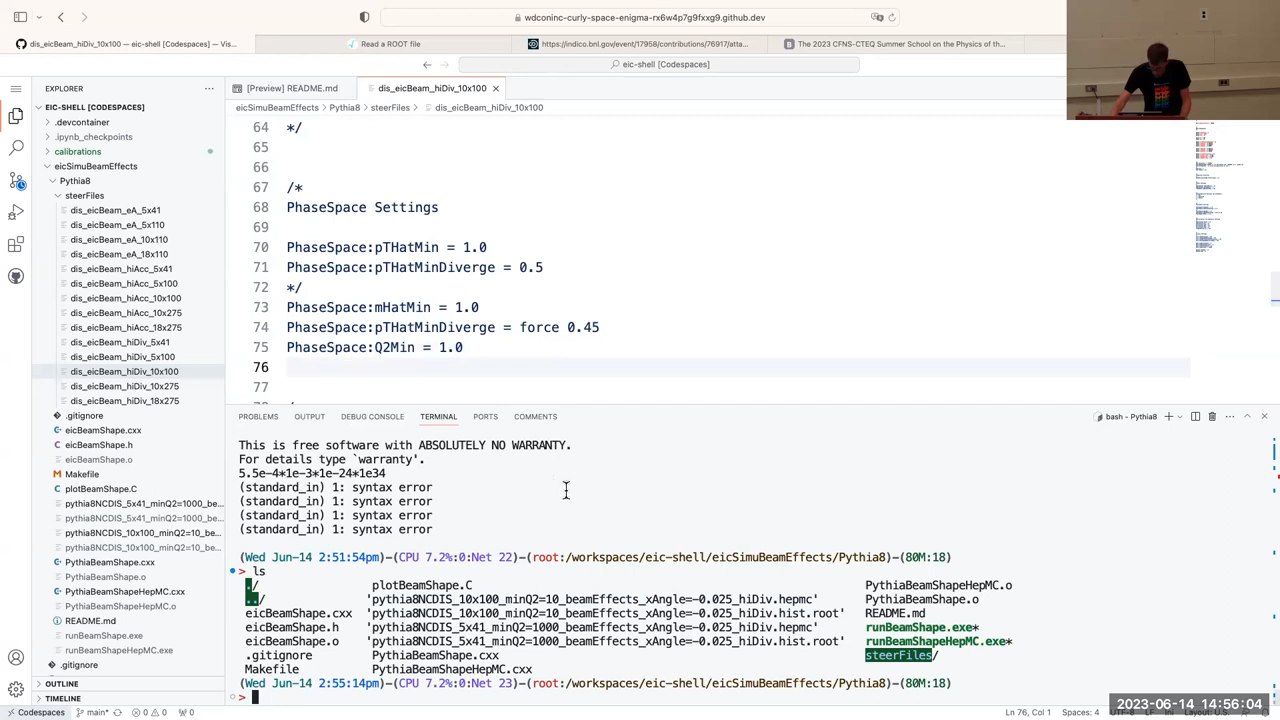 wdconinc-curly-space-enigma-rx6w4p7g9fxxg9.github.dev
dis_eicBeam_hiDiv_10x100 — eic-shell [Codespaces] — Vis...
Read a ROOT file
https://indico.bnl.gov/event/17958/contributions/76917/atta...
The 2023 CFNS-CTEQ Summer School on the Physics of th...
eic-shell [Codespaces]
EXPLORER
[Preview] README.md
dis_eicBeam_hiDiv_10x100
eicSimuBeamEffects > Pythia8 > steerFiles > dis_eicBeam_hiDiv_10x100
EIC-SHELL [CODESPACES]
.devcontainer
.ipynb_checkpoints
calibrations
eicSimuBeamEffects
Pythia8
steerFiles
dis_eicBeam_eA_5x41
dis_eicBeam_eA_5x110
dis_eicBeam_eA_10x110
dis_eicBeam_eA_18x110
dis_eicBeam_hiAcc_5x41
dis_eicBeam_hiAcc_5x100
dis_eicBeam_hiAcc_10x100
dis_eicBeam_hiAcc_10x275
dis_eicBeam_hiAcc_18x275
dis_eicBeam_hiDiv_5x41
dis_eicBeam_hiDiv_5x100
dis_eicBeam_hiDiv_10x100
dis_eicBeam_hiDiv_10x275
dis_eicBeam_hiDiv_18x275
.gitignore
eicBeamShape.cxx
eicBeamShape.h
eicBeamShape.o
Makefile
plotBeamShape.C
pythia8NCDIS_5x41_minQ2=1000_be...
pythia8NCDIS_5x41_minQ2=1000_be...
pythia8NCDIS_10x100_minQ2=10_be...
pythia8NCDIS_10x100_minQ2=10_be...
PythiaBeamShape.cxx
PythiaBeamShape.o
PythiaBeamShapeHepMC.cxx
PythiaBeamShapeHepMC.o
README.md
runBeamShape.exe
runBeamShapeHepMC.exe
.gitignore
OUTLINE
TIMELINE
64 */
65
66
67 /*
68 PhaseSpace Settings
69
70 PhaseSpace:pTHatMin = 1.0
71 PhaseSpace:pTHatMinDiverge = 0.5
72 */
73 PhaseSpace:mHatMin = 1.0
74 PhaseSpace:pTHatMinDiverge = force 0.45
75 PhaseSpace:Q2Min = 1.0
76
77
PROBLEMS OUTPUT DEBUG CONSOLE TERMINAL PORTS COMMENTS
bash - Pythia8
This is free software with ABSOLUTELY NO WARRANTY.
For details type `warranty'.
5.5e-4*1e-3*1e-24*1e34
(standard_in) 1: syntax error
(standard_in) 1: syntax error
(standard_in) 1: syntax error
(standard_in) 1: syntax error
(Wed Jun-14 2:51:54pm)-(CPU 7.2%:0:Net 22)-(root:/workspaces/eic-shell/eicSimuBeamEffects/Pythia8)-(80M:18)
> ls
./ plotBeamShape.C PythiaBeamShapeHepMC.o
../ 'pythia8NCDIS_10x100_minQ2=10_beamEffects_xAngle=-0.025_hiDiv.hepmc' PythiaBeamShape.o
eicBeamShape.cxx 'pythia8NCDIS_10x100_minQ2=10_beamEffects_xAngle=-0.025_hiDiv.hist.root' README.md
eicBeamShape.h 'pythia8NCDIS_5x41_minQ2=1000_beamEffects_xAngle=-0.025_hiDiv.hepmc' runBeamShape.exe*
eicBeamShape.o 'pythia8NCDIS_5x41_minQ2=1000_beamEffects_xAngle=-0.025_hiDiv.hist.root' runBeamShapeHepMC.exe*
.gitignore PythiaBeamShape.cxx steerFiles/
Makefile PythiaBeamShapeHepMC.cxx
(Wed Jun-14 2:55:14pm)-(CPU 7.2%:0:Net 23)-(root:/workspaces/eic-shell/eicSimuBeamEffects/Pythia8)-(80M:18)
>
2023-06-14 14:56:04
Codespaces main* 0 0 0 Ln 76, Col 1 Spaces: 4